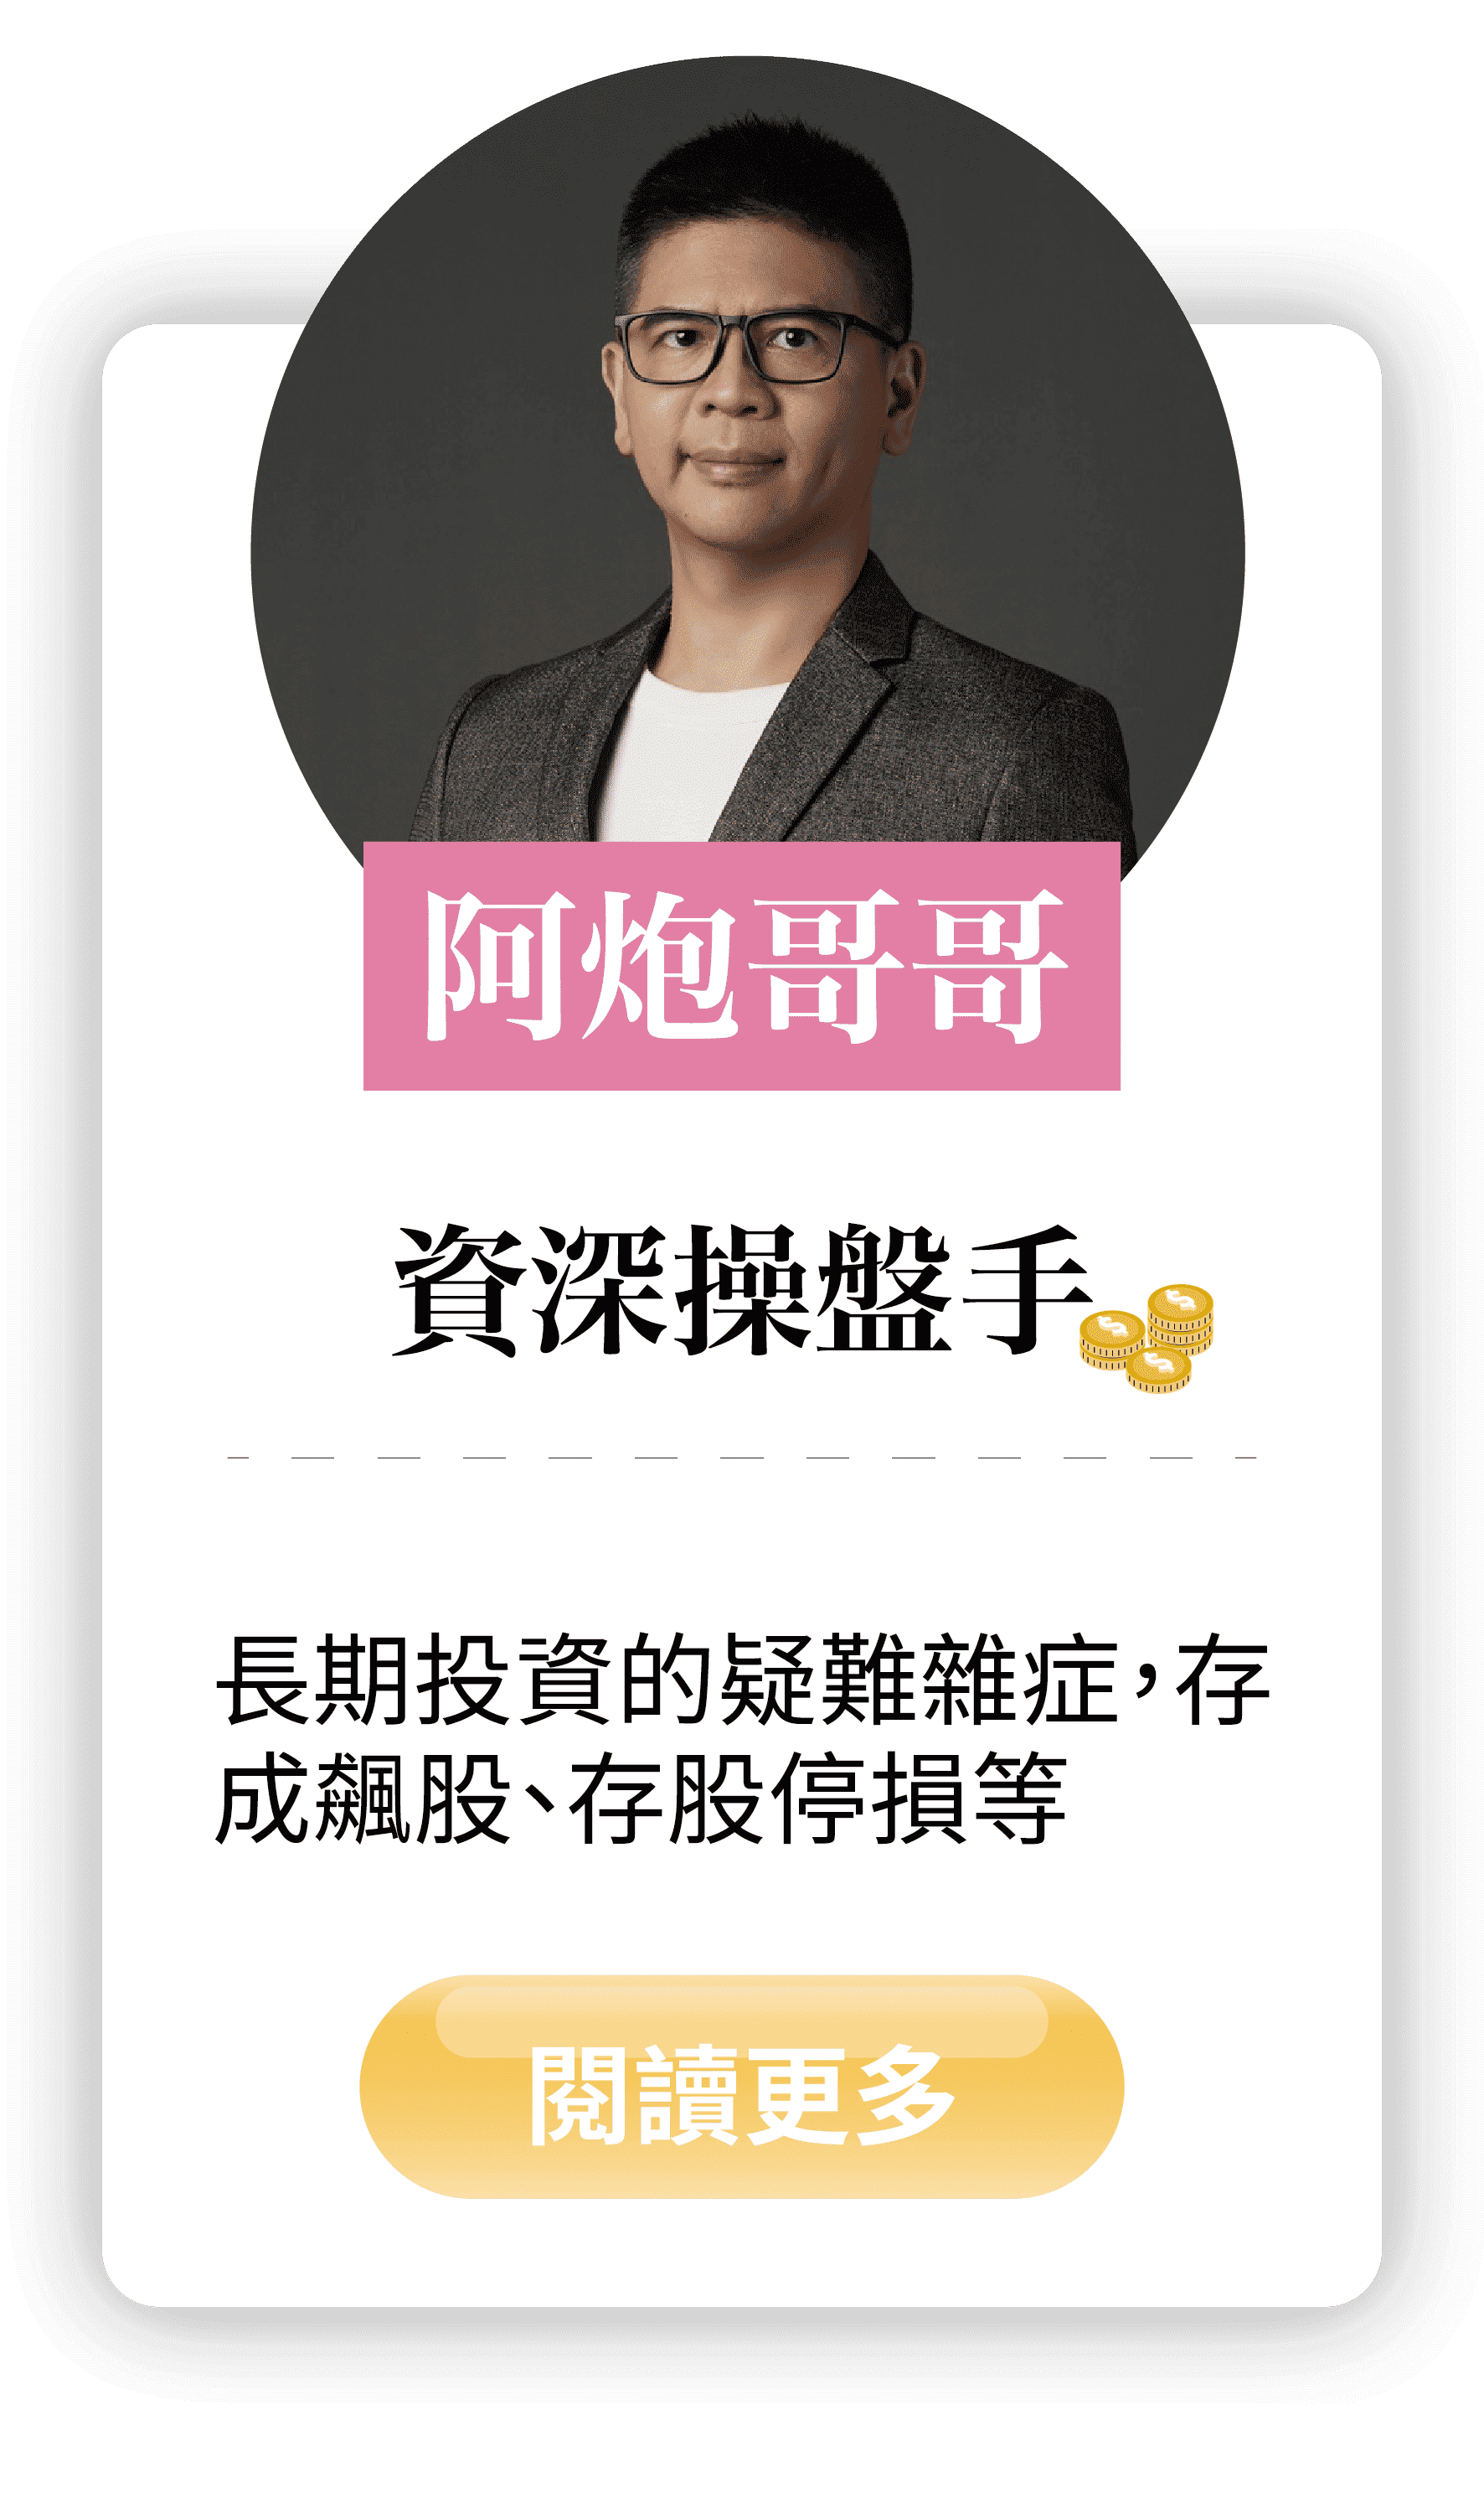 阿炮哥哥
資深操盤手
長期投資的疑難雜症，存
成飆股、存股停損等
閱讀更多